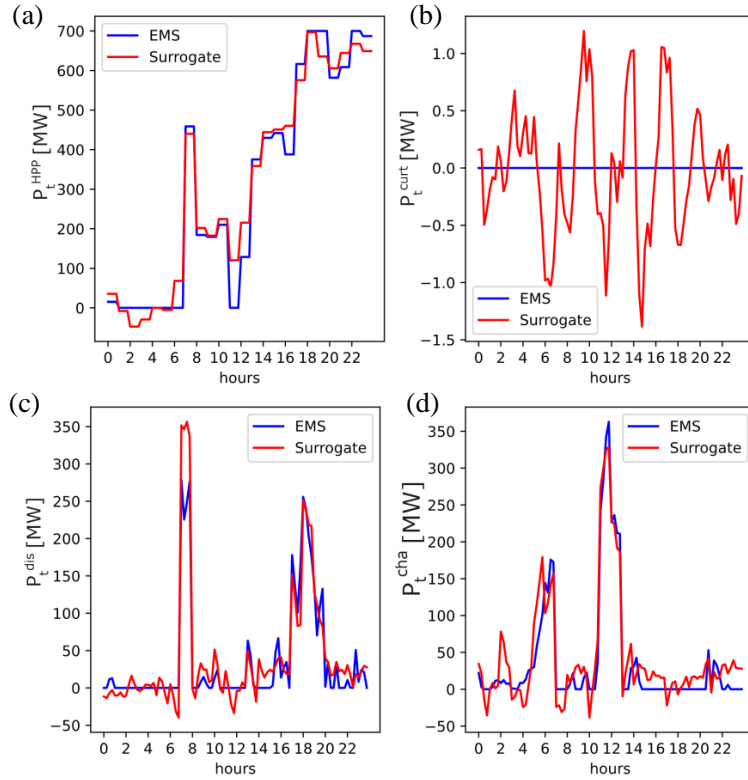 (a)
EMS
Surrogate
P_t^HPP [MW]
700
600
500
400
300
200
100
0
0 2 4 6 8 10 12 14 16 18 20 22
hours
(b)
P_t^curt [MW]
1.0
0.5
0.0
−0.5
−1.0
−1.5
EMS
Surrogate
0 2 4 6 8 10 12 14 16 18 20 22
hours
(c)
EMS
Surrogate
P_t^dis [MW]
350
300
250
200
150
100
50
0
−50
0 2 4 6 8 10 12 14 16 18 20 22
hours
(d)
EMS
Surrogate
P_t^cha [MW]
350
300
250
200
150
100
50
0
−50
0 2 4 6 8 10 12 14 16 18 20 22
hours